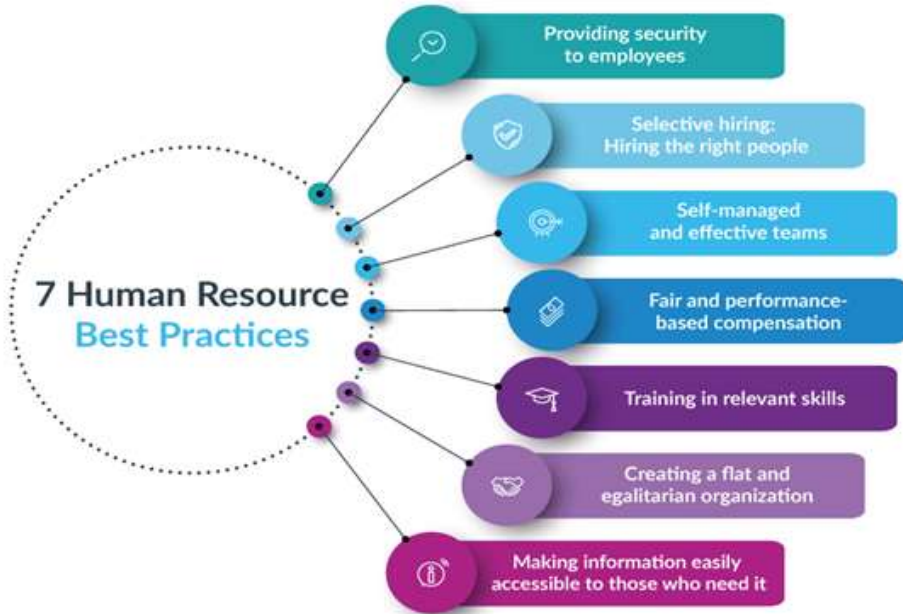 7 Human Resource
Best Practices
Providing security
to employees
Selective hiring:
Hiring the right people
Self-managed
and effective teams
Fair and performance-
based compensation
Training in relevant skills
Creating a flat and
egalitarian organization
Making information easily
accessible to those who need it